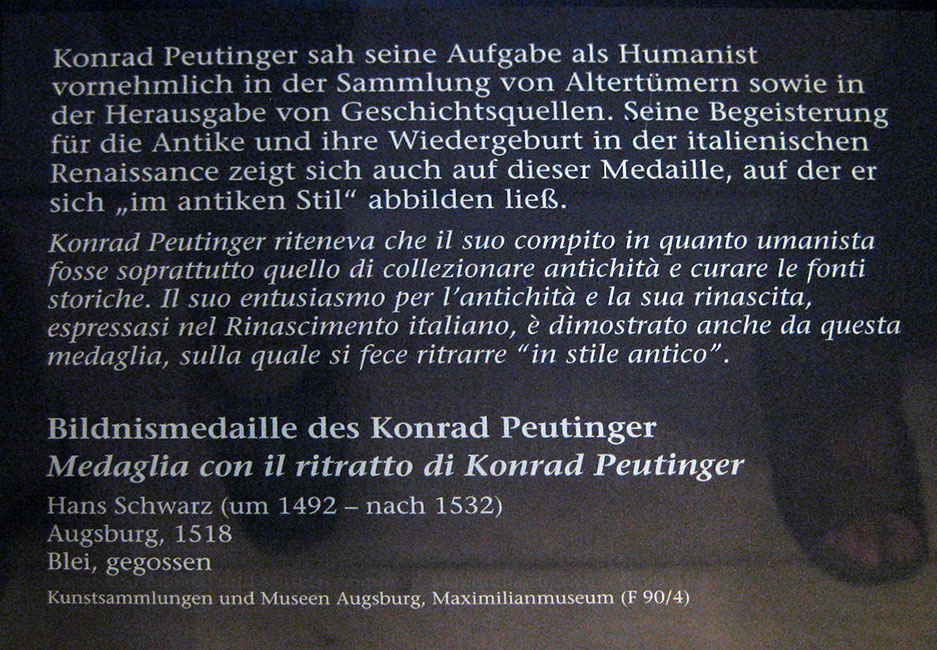 Konrad Peutinger sah seine Aufgabe als Humanist
vornehmlich in der Sammlung von Altertümern sowie in
der Herausgabe von Geschichtsquellen. Seine Begeisterung
für die Antike und ihre Wiedergeburt in der italienischen
Renaissance zeigt sich auch auf dieser Medaille, auf der er
sich „im antiken Stil“ abbilden ließ.
Konrad Peutinger riteneva che il suo compito in quanto umanista
fosse soprattutto quello di collezionare antichità e curare le fonti
storiche. Il suo entusiasmo per l’antichità e la sua rinascita,
espressasi nel Rinascimento italiano, è dimostrato anche da questa
medaglia, sulla quale si fece ritrarre “in stile antico”.
Bildnismedaille des Konrad Peutinger
Medaglia con il ritratto di Konrad Peutinger
Hans Schwarz (um 1492 – nach 1532)
Augsburg, 1518
Blei, gegossen
Kunstsammlungen und Museen Augsburg, Maximilianmuseum (F 90/4)